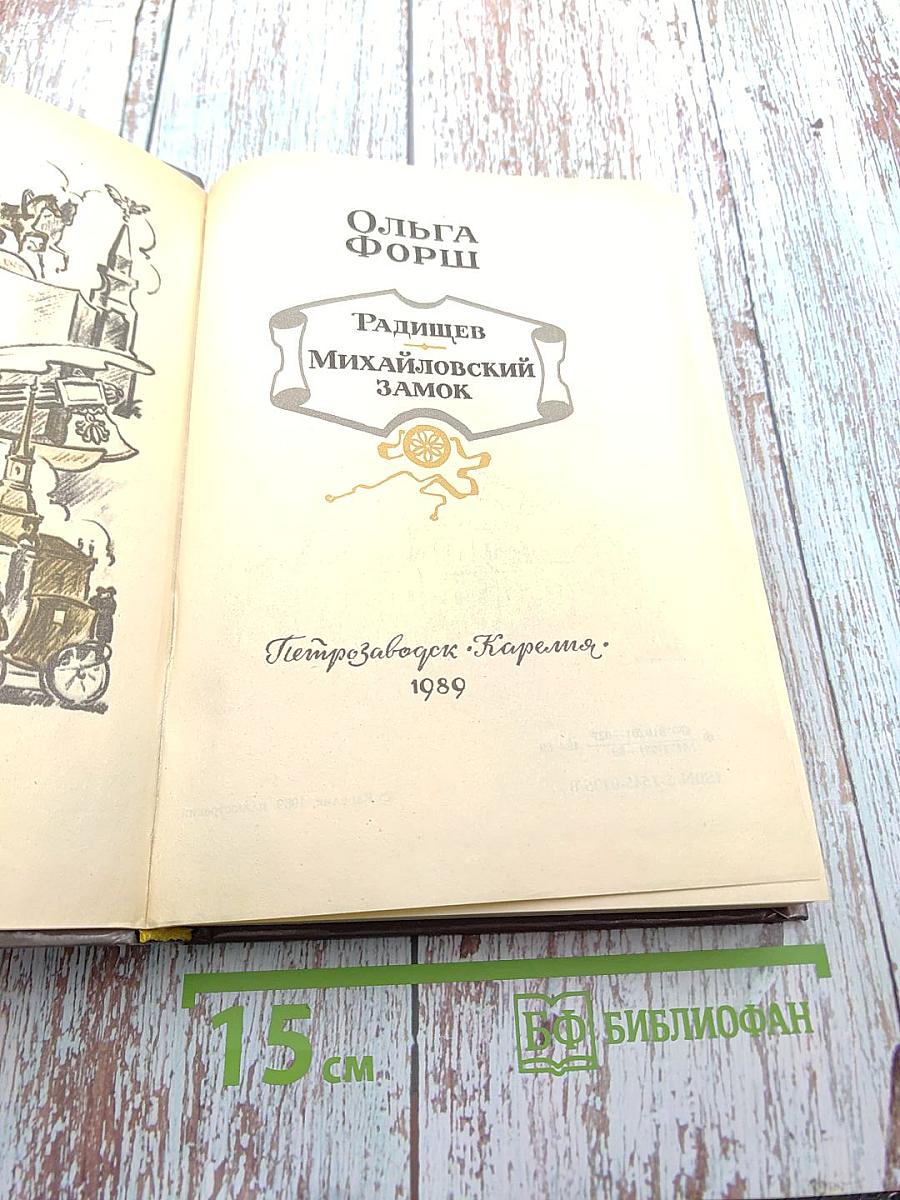 ОЛЬГА
ФОРШ
РАДИЩЕВ
МИХАЙЛОВСКИЙ
ЗАМОК
Петрозаводск·Карелия·
1989
15 см
БФ БИБЛИОФАН